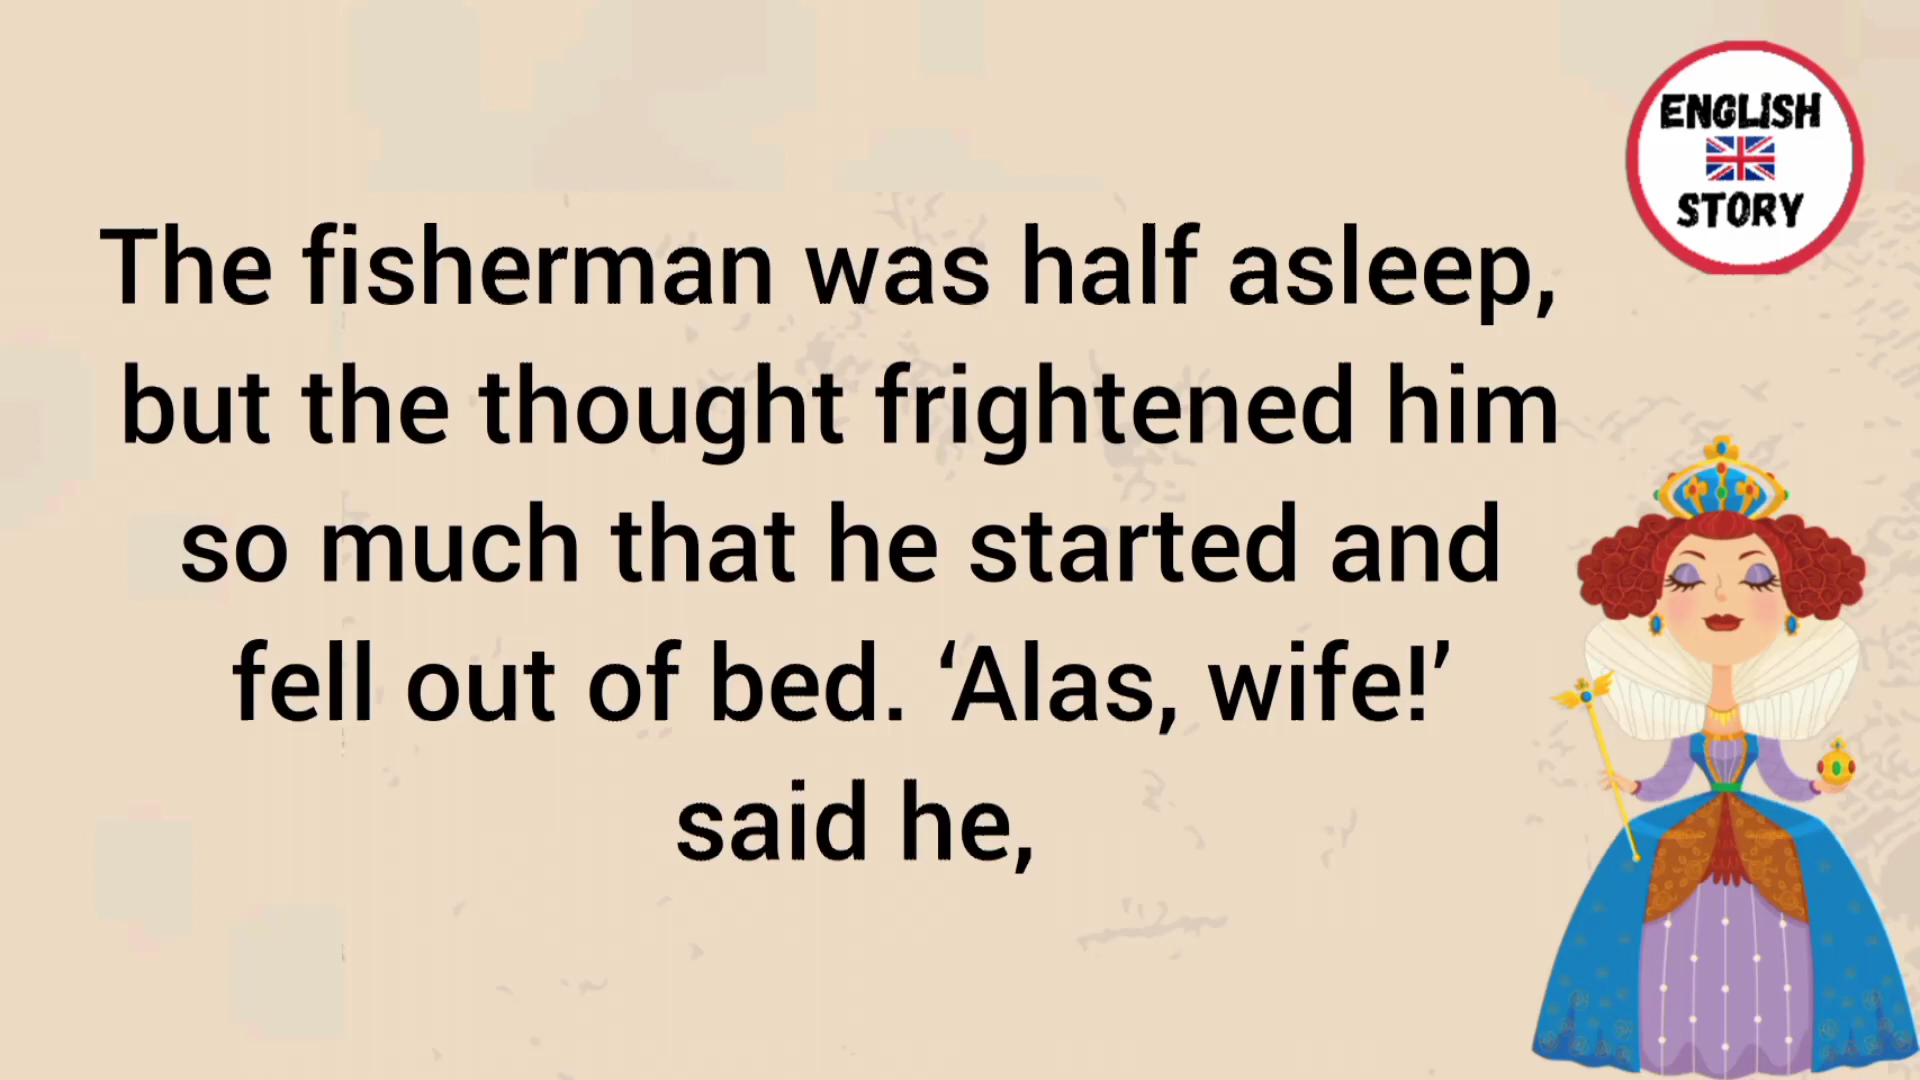 ENGLISH
STORY
The fisherman was half asleep,
but the thought frightened him
so much that he started and
fell out of bed. ‘Alas, wife!’
said he,